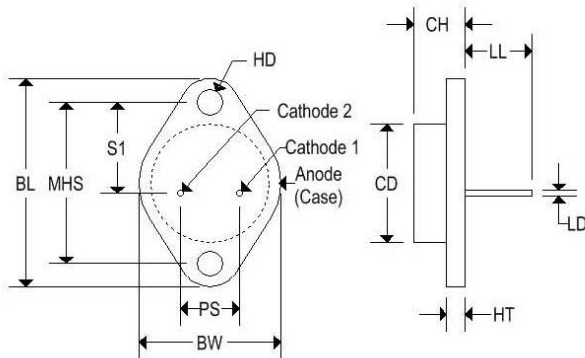 CH
LL
HD
Cathode 2
Cathode 1
Anode
(Case)
S1
MHS
BL
CD
LD
PS
BW
HT